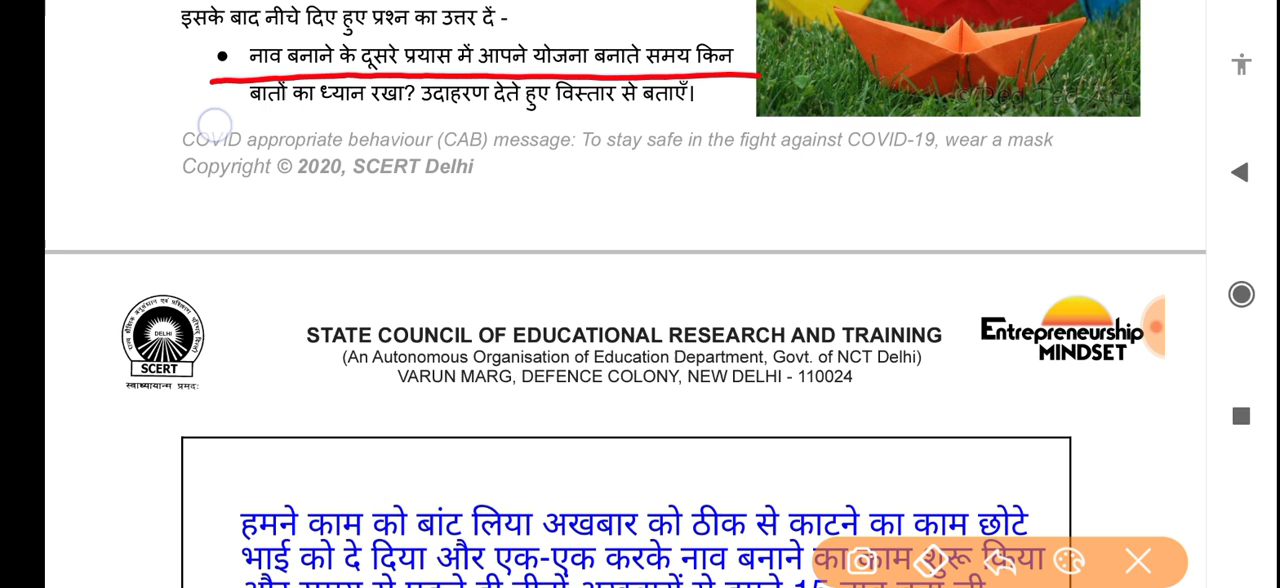 इसके बाद नीचे दिए हुए प्रश्न का उत्तर दें -
● नाव बनाने के दूसरे प्रयास में आपने योजना बनाते समय किन
बातों का ध्यान रखा? उदाहरण देते हुए विस्तार से बताएँ।
COVID appropriate behaviour (CAB) message: To stay safe in the fight against COVID-19, wear a mask
Copyright © 2020, SCERT Delhi
DELHI
SCERT
STATE COUNCIL OF EDUCATIONAL RESEARCH AND TRAINING
(An Autonomous Organisation of Education Department, Govt. of NCT Delhi)
VARUN MARG, DEFENCE COLONY, NEW DELHI - 110024
Entrepreneurship
MINDSET
हमने काम को बांट लिया अखबार को ठीक से काटने का काम छोटे
भाई को दे दिया और एक-एक करके नाव बनाने का काम शुरू किया